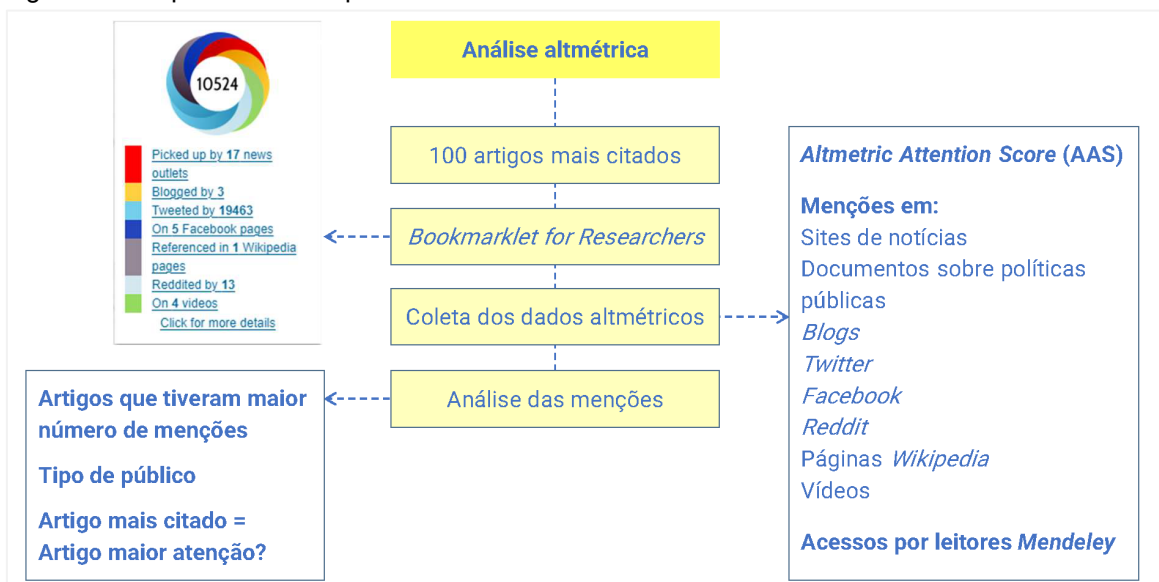 10524
Picked up by 17 news
outlets
Blogged by 3
Tweeted by 19463
On 5 Facebook pages
Referenced in 1 Wikipedia
pages
Reddited by 13
On 4 videos
Click for more details
Análise altmétrica
100 artigos mais citados
Bookmarklet for Researchers
Coleta dos dados altmétricos
Análise das menções
Altmetric Attention Score (AAS)
Menções em:
Sites de notícias
Documentos sobre políticas
públicas
Blogs
Twitter
Facebook
Reddit
Páginas Wikipedia
Vídeos
Acessos por leitores Mendeley
Artigos que tiveram maior
número de menções
Tipo de público
Artigo mais citado =
Artigo maior atenção?